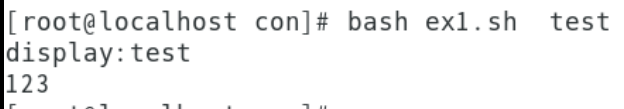 [root@localhost con]# bash ex1.sh  test
display:test
123